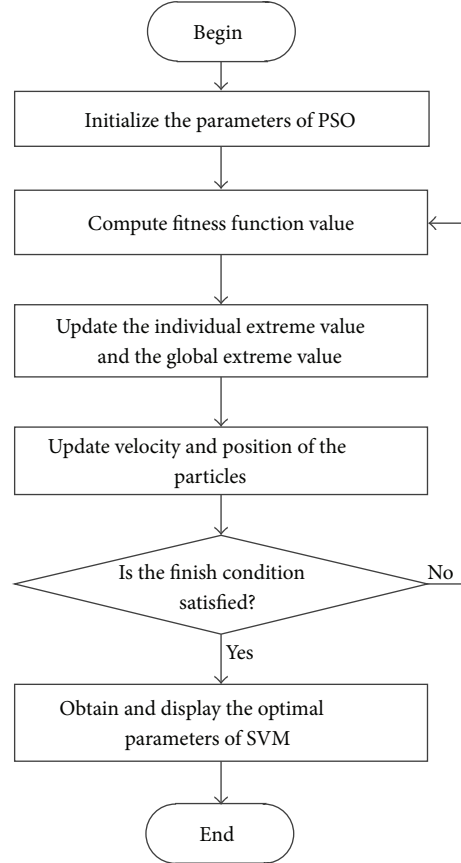 Begin
Initialize the parameters of PSO
Compute fitness function value
Update the individual extreme value
and the global extreme value
Update velocity and position of the
particles
Is the finish condition
satisfied?
No
Yes
Obtain and display the optimal
parameters of SVM
End